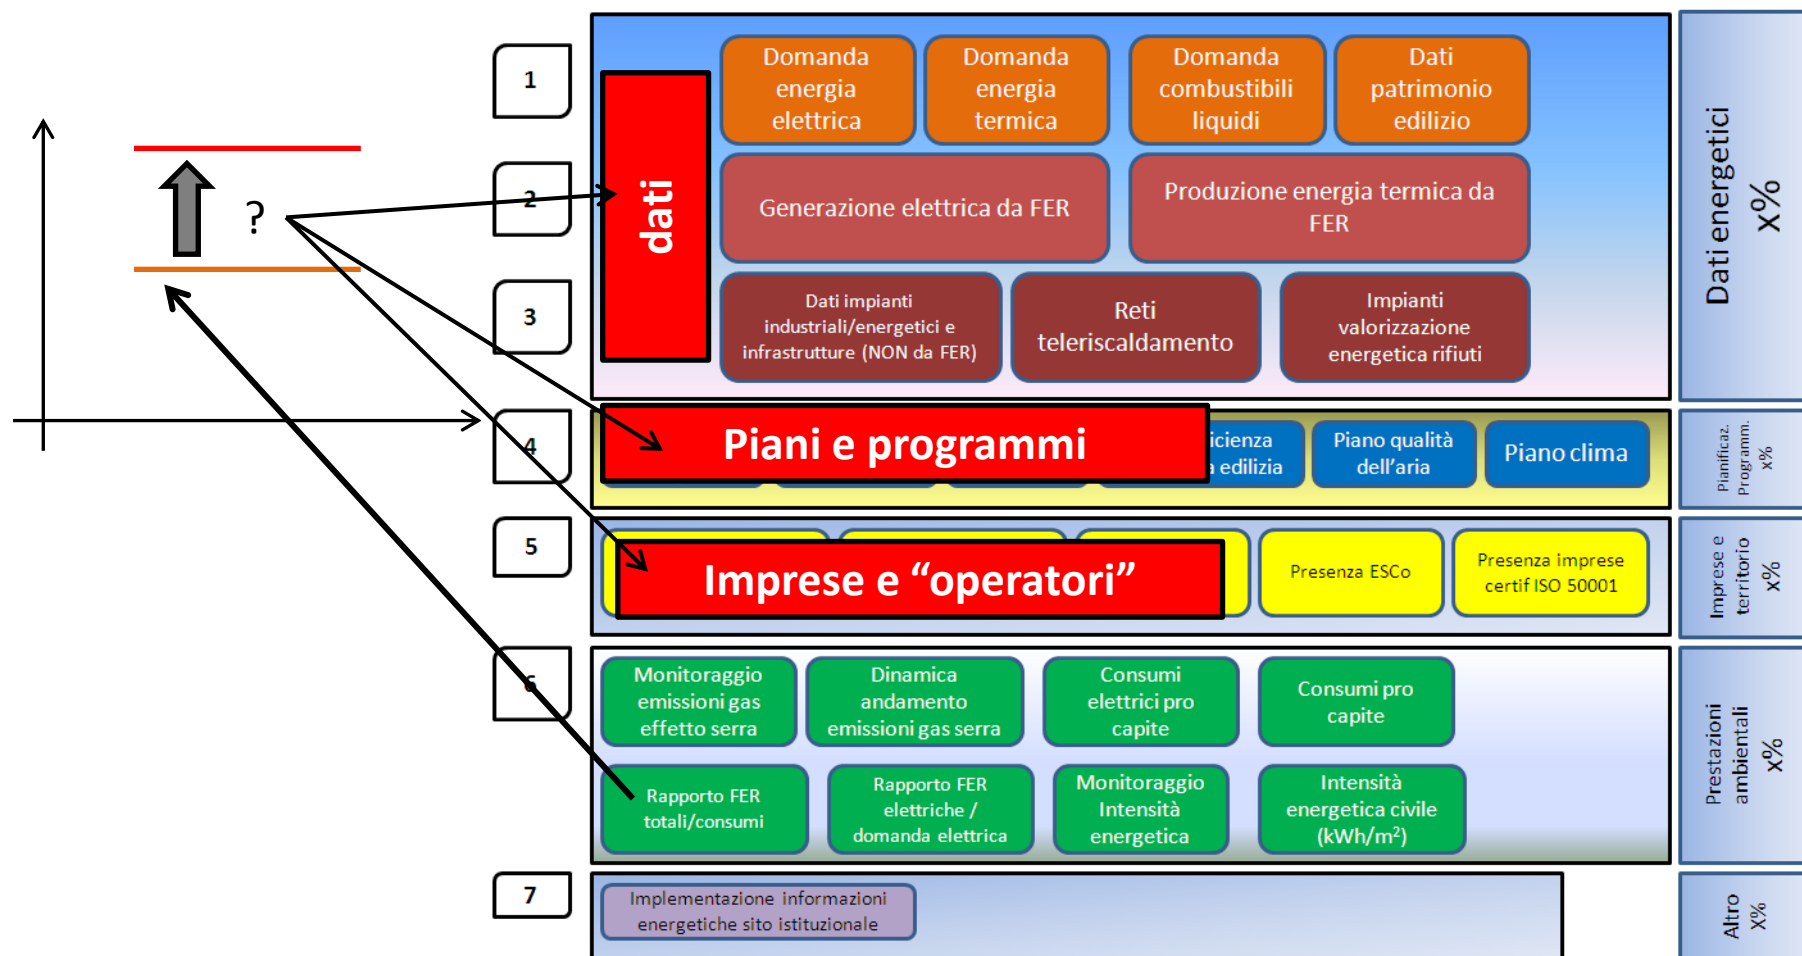 1
Domanda
energia
elettrica
Domanda
energia
termica
Domanda
combustibili
liquidi
Dati
patrimonio
edilizio
Dati energetici
x%
?
2
dati
Generazione elettrica da FER
Produzione energia termica da
FER
3
Dati impianti
industriali/energetici e
infrastrutture (NON da FER)
Reti
teleriscaldamento
Impianti
valorizzazione
energetica rifiuti
4
Piani e programmi
icienza
a edilizia
Piano qualità
dell'aria
Piano clima
Pianificaz.
Programm.
x%
5
Imprese e “operatori”
Presenza ESCo
Presenza imprese
certif ISO 50001
Imprese e
territorio
x%
6
Monitoraggio
emissioni gas
effetto serra
Dinamica
andamento
emissioni gas serra
Consumi
elettrici pro
capite
Consumi pro
capite
Prestazioni
ambientali
x%
Rapporto FER
totali/consumi
Rapporto FER
elettriche /
domanda elettrica
Monitoraggio
Intensità
energetica
Intensità
energetica civile
(kWh/m²)
7
Implementazione informazioni
energetiche sito istituzionale
Altro
X%